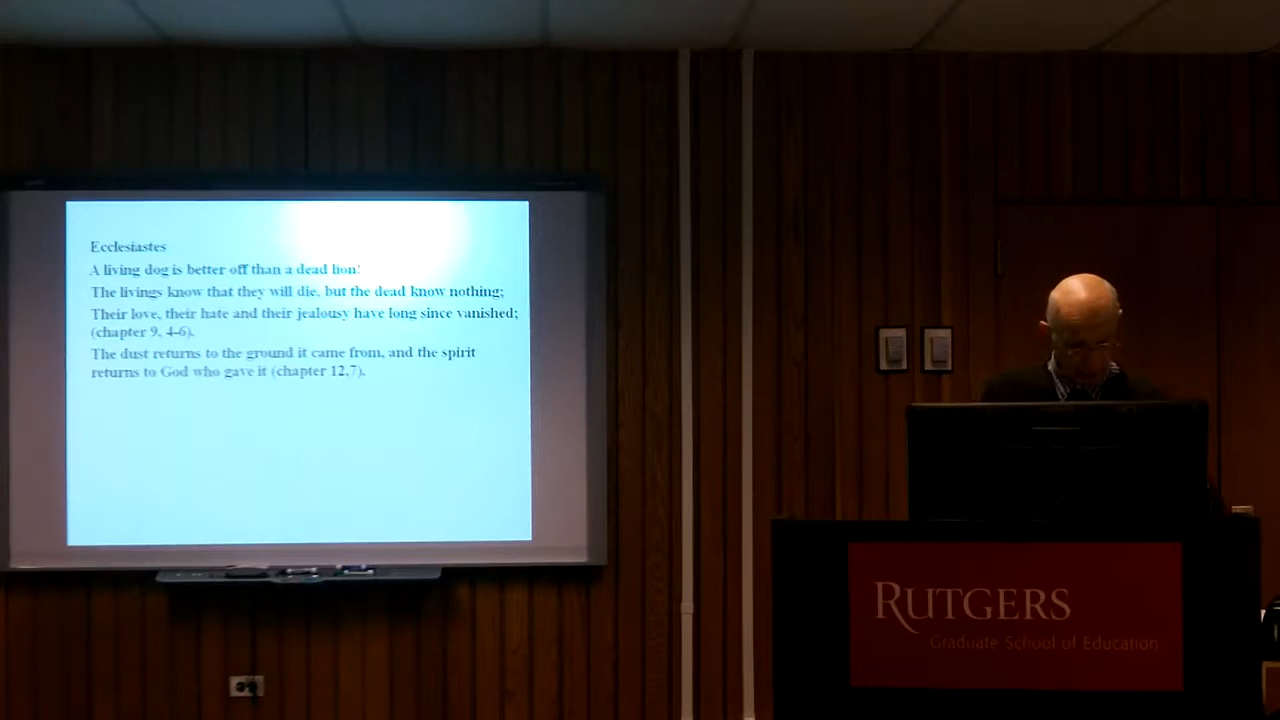 Ecclesiastes
A living dog is better off than a dead lion!
The livings know that they will die, but the dead know nothing;
Their love, their hate and their jealousy have long since vanished;
(chapter 9, 4-6).
The dust returns to the ground it came from, and the spirit
returns to God who gave it (chapter 12,7).
RUTGERS
Graduate School of Education